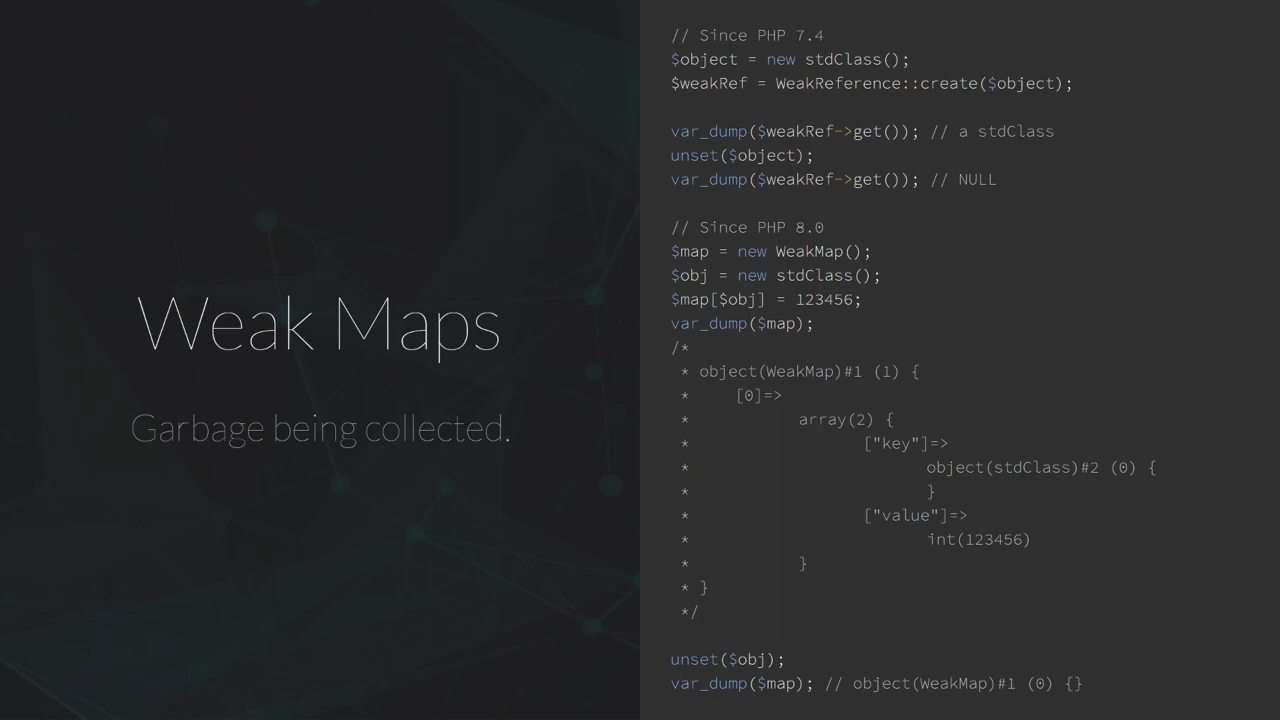 Weak Maps
Garbage being collected.
// Since PHP 7.4
$object = new stdClass();
$weakRef = WeakReference::create($object);
var_dump($weakRef->get()); // a stdClass
unset($object);
var_dump($weakRef->get()); // NULL
// Since PHP 8.0
$map = new WeakMap();
$obj = new stdClass();
$map[$obj] = 123456;
var_dump($map);
/*
* object(WeakMap)#1 (1) {
* [0]=>
* array(2) {
* ["key"]=>
* object(stdClass)#2 (0) {
* }
* ["value"]=>
* int(123456)
* }
* }
*/
unset($obj);
var_dump($map); // object(WeakMap)#1 (0) {}